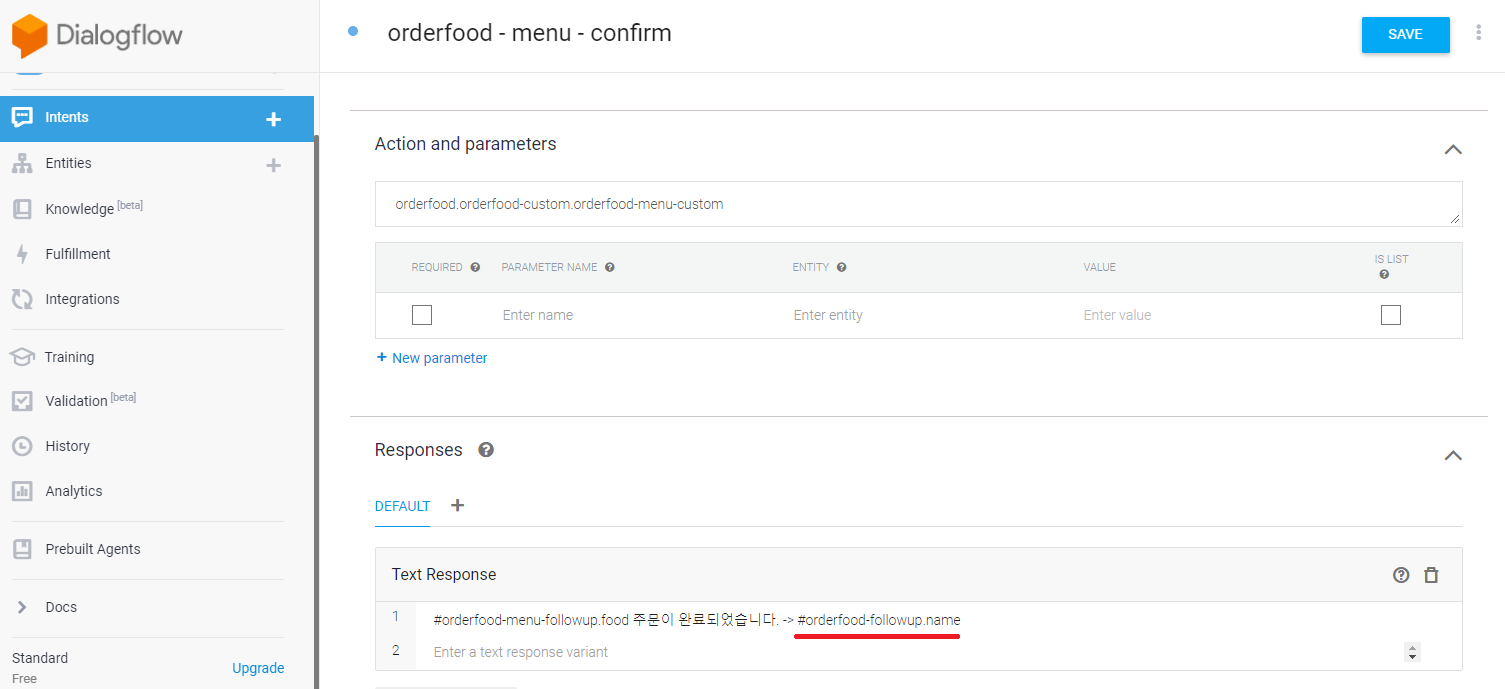 Dialogflow
orderfood - menu - confirm
SAVE
Intents
Entities
Knowledge [beta]
Fulfillment
Integrations
Training
Validation [beta]
History
Analytics
Prebuilt Agents
Docs
Standard
Free
Upgrade
Action and parameters
orderfood.orderfood-custom.orderfood-menu-custom
REQUIRED PARAMETER NAME ENTITY VALUE IS LIST
Enter name Enter entity Enter value
+ New parameter
Responses
DEFAULT
Text Response
1 #orderfood-menu-followup.food 주문이 완료되었습니다. -> #orderfood-followup.name
2 Enter a text response variant